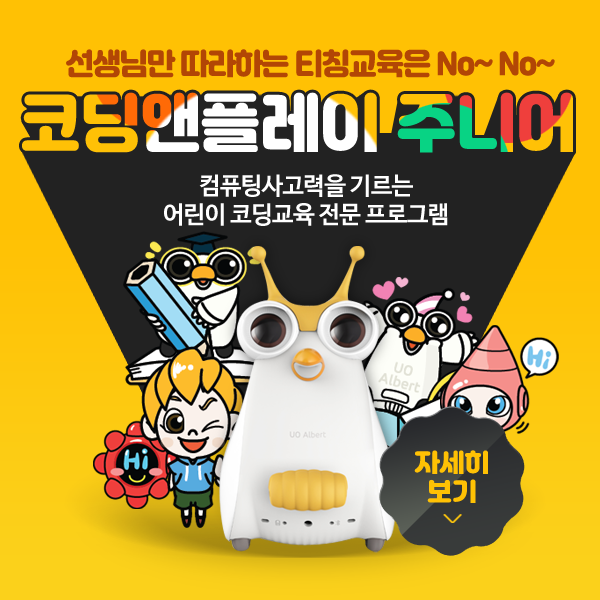 선생님만 따라하는 티칭교육은 No~ No~
코딩앤플레이 주니어
컴퓨팅사고력을 기르는
어린이 코딩교육 전문 프로그램
UO
Albert
Hi
UO Albert
Hi
자세히
보기